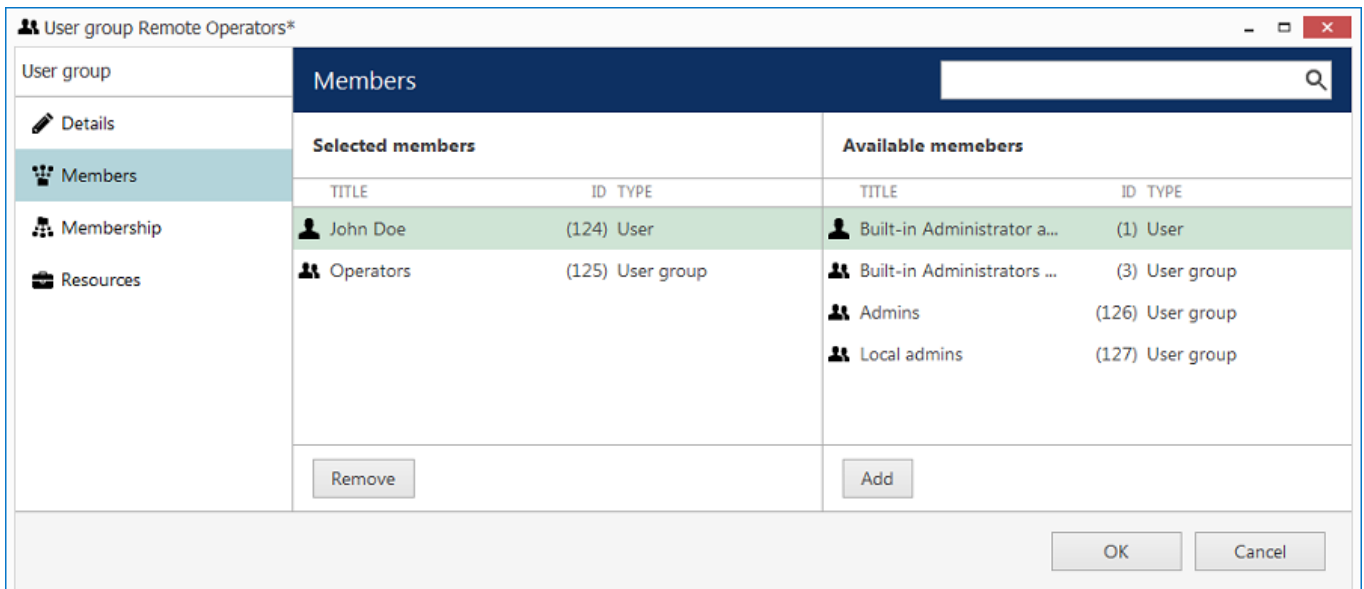 User group Remote Operators*
User group
Members
Details
Members
Membership
Resources
Selected members
TITLE ID TYPE
John Doe (124) User
Operators (125) User group
Remove
Available memebers
TITLE ID TYPE
Built-in Administrator a... (1) User
Built-in Administrators ... (3) User group
Admins (126) User group
Local admins (127) User group
Add
OK Cancel